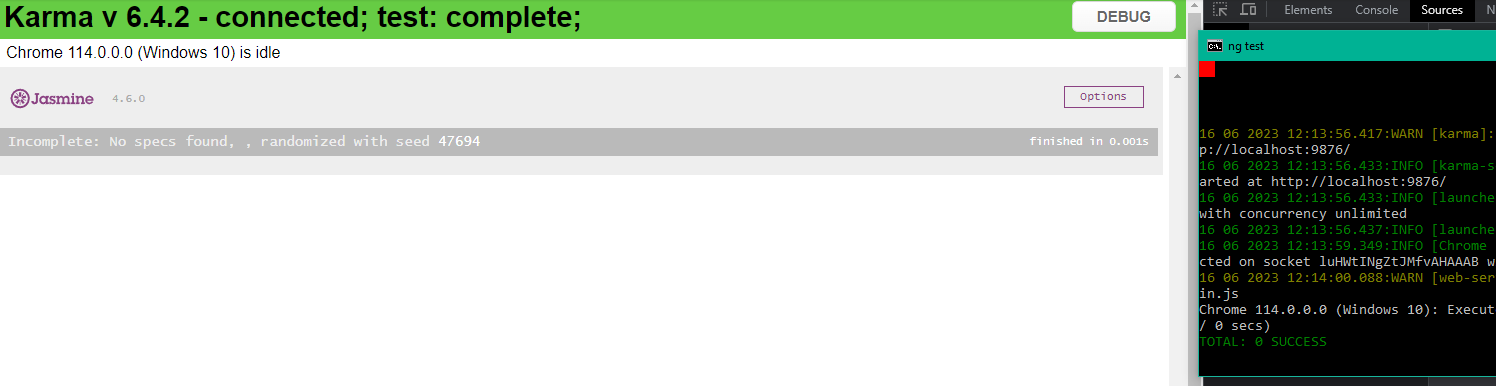 Karma v 6.4.2 - connected; test: complete;
DEBUG
Chrome 114.0.0.0 (Windows 10) is idle
Jasmine 4.6.0
Options
Incomplete: No specs found, , randomized with seed 47694
finished in 0.001s
Elements Console Sources N
C:\. ng test
16 06 2023 12:13:56.417:WARN [karma]:
p://localhost:9876/
16 06 2023 12:13:56.433:INFO [karma-s
arted at http://localhost:9876/
16 06 2023 12:13:56.433:INFO [launche
with concurrency unlimited
16 06 2023 12:13:56.437:INFO [launche
16 06 2023 12:13:59.349:INFO [Chrome
cted on socket luHWtINgZtJMfvAHAAAB w
16 06 2023 12:14:00.088:WARN [web-ser
in.js
Chrome 114.0.0.0 (Windows 10): Execut
/ 0 secs)
TOTAL: 0 SUCCESS